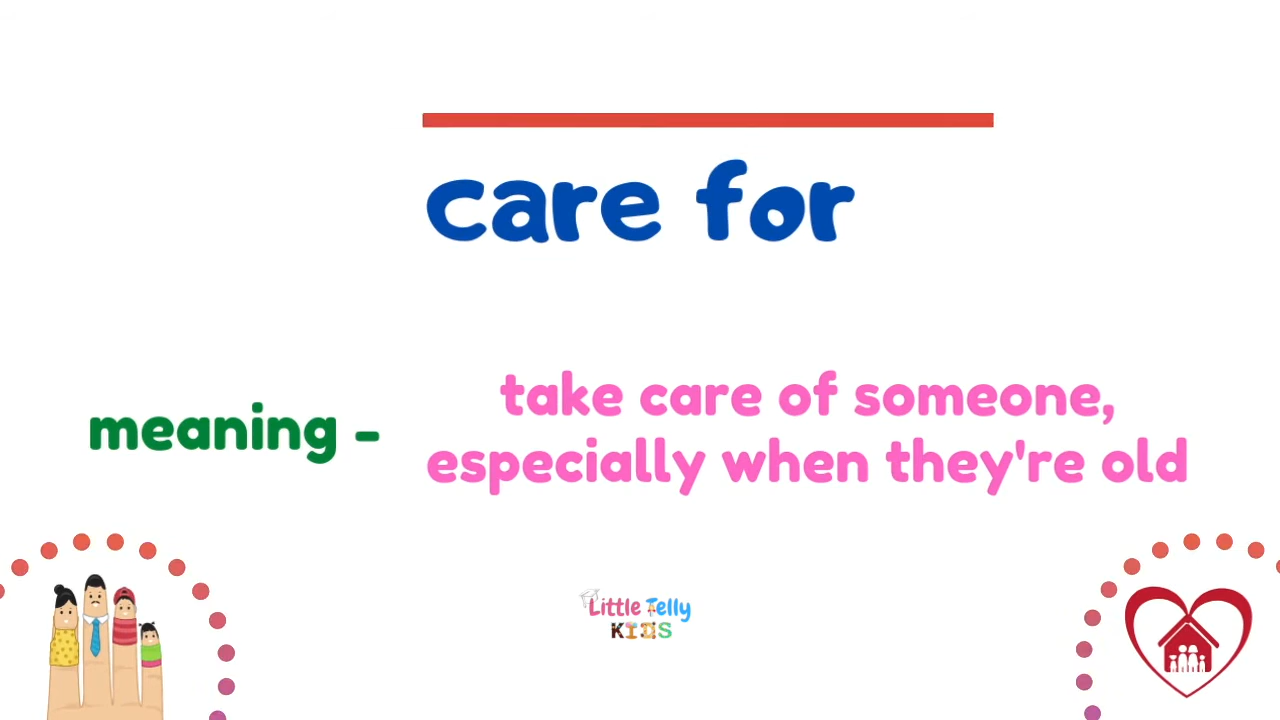 care for
meaning -
take care of someone,
especially when they're old
Little Telly
KIDS